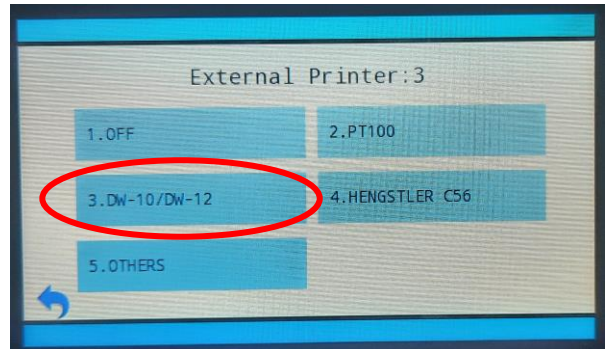 External Printer:3
1.OFF
2.PT100
3.DW-10/DW-12
4.HENGSTLER C56
5.OTHERS